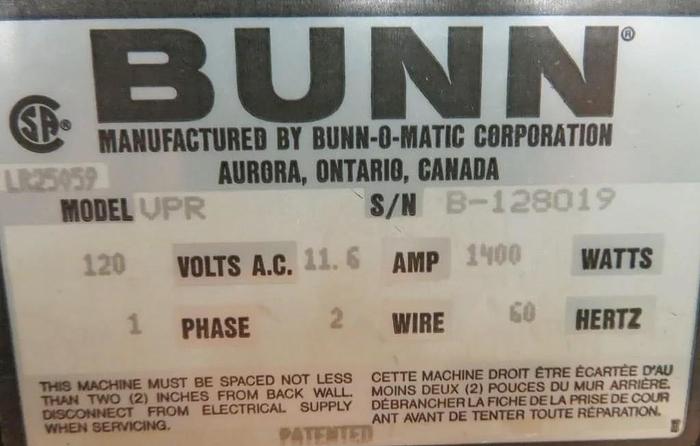 BUNN®
CSA®
MANUFACTURED BY BUNN-O-MATIC CORPORATION
AURORA, ONTARIO, CANADA
LR25959
MODEL VPR S/N B-128019
120 VOLTS A.C. 11.6 AMP 1400 WATTS
1 PHASE 2 WIRE 60 HERTZ
THIS MACHINE MUST BE SPACED NOT LESS
THAN TWO (2) INCHES FROM BACK WALL.
DISCONNECT FROM ELECTRICAL SUPPLY
WHEN SERVICING.
CETTE MACHINE DROIT ÊTRE ÉCARTÉE D'AU
MOINS DEUX (2) POUCES DU MUR ARRIÈRE.
DÉBRANCHER LA FICHE DE LA PRISE DE COUR
ANT AVANT DE TENTER TOUTE RÉPARATION.
PATENTED